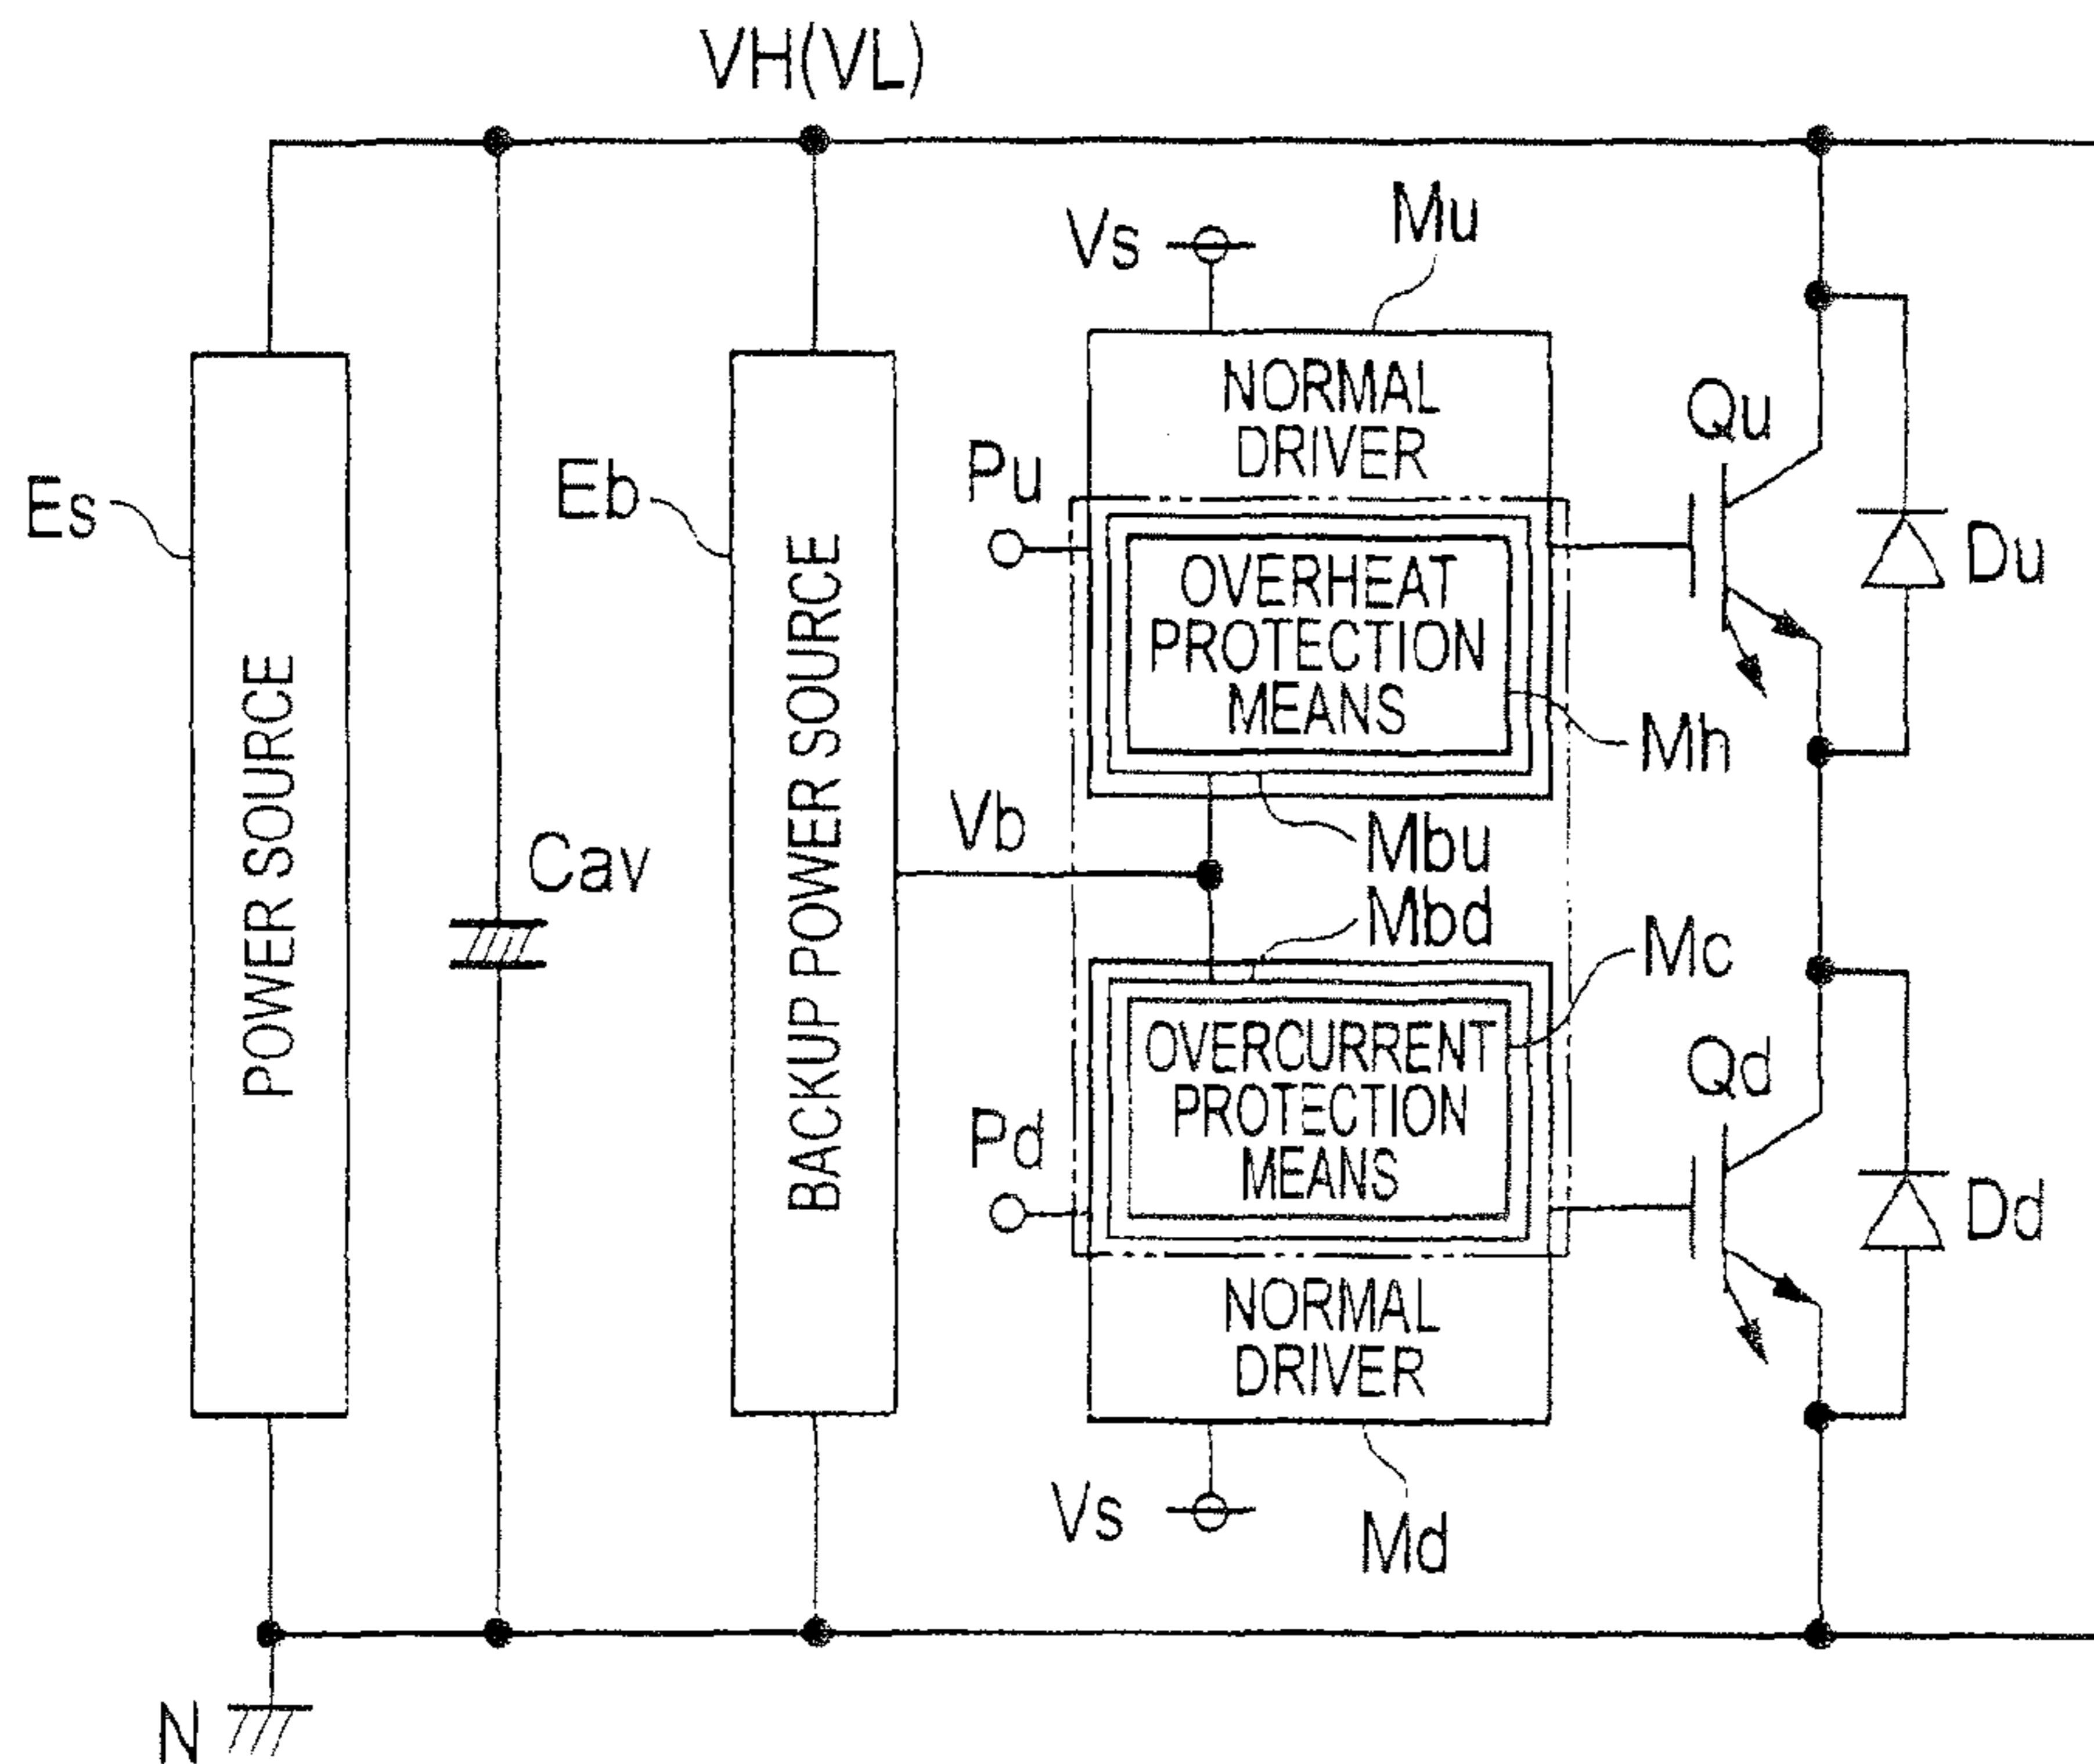 VH(VL)
Vs
Mu
NORMAL
DRIVER
Qu
Pu
Es
Eb
OVERHEAT
PROTECTION
MEANS
Du
Mh
POWER SOURCE
BACKUP POWER SOURCE
Cav
Vb
Mbu
Mbd
Mc
OVERCURRENT
PROTECTION
MEANS
Qd
Pd
Dd
NORMAL
DRIVER
Vs
Md
N